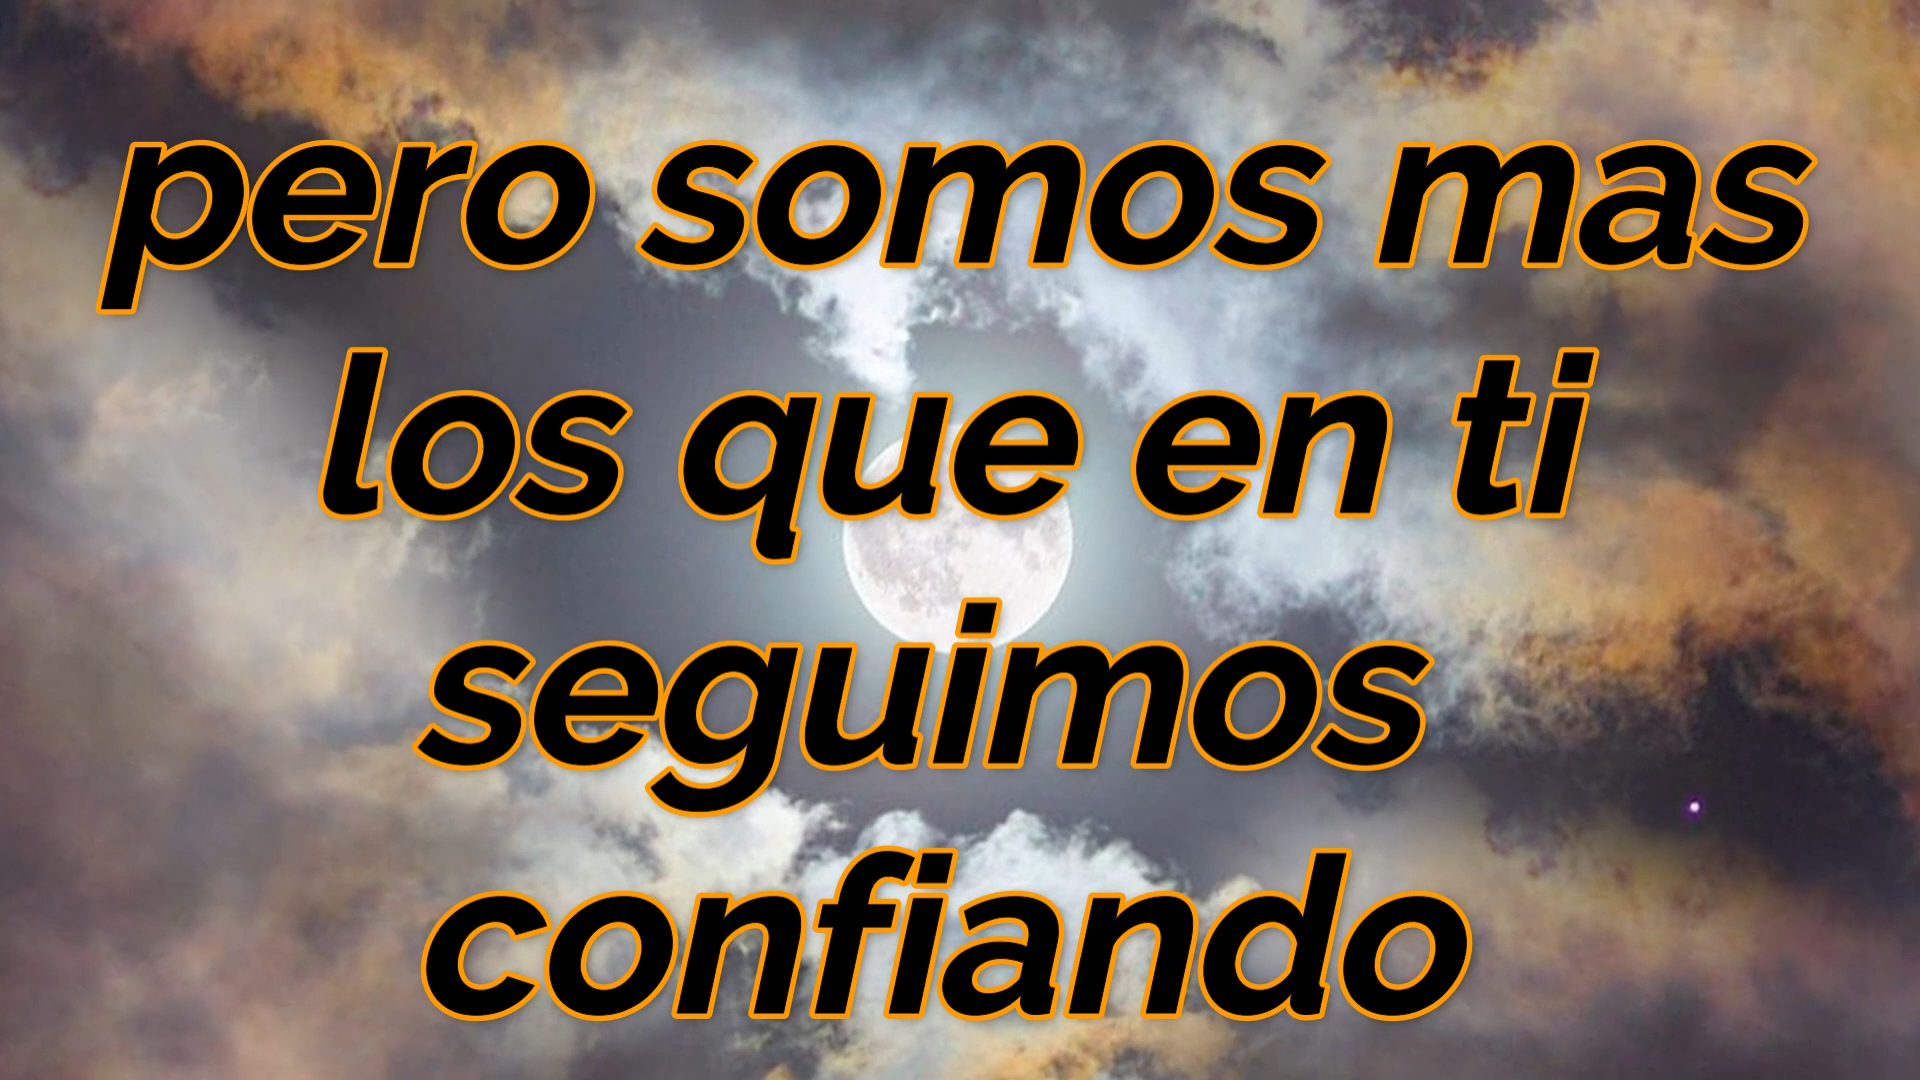 pero somos mas
los que en ti
seguimos
confiando